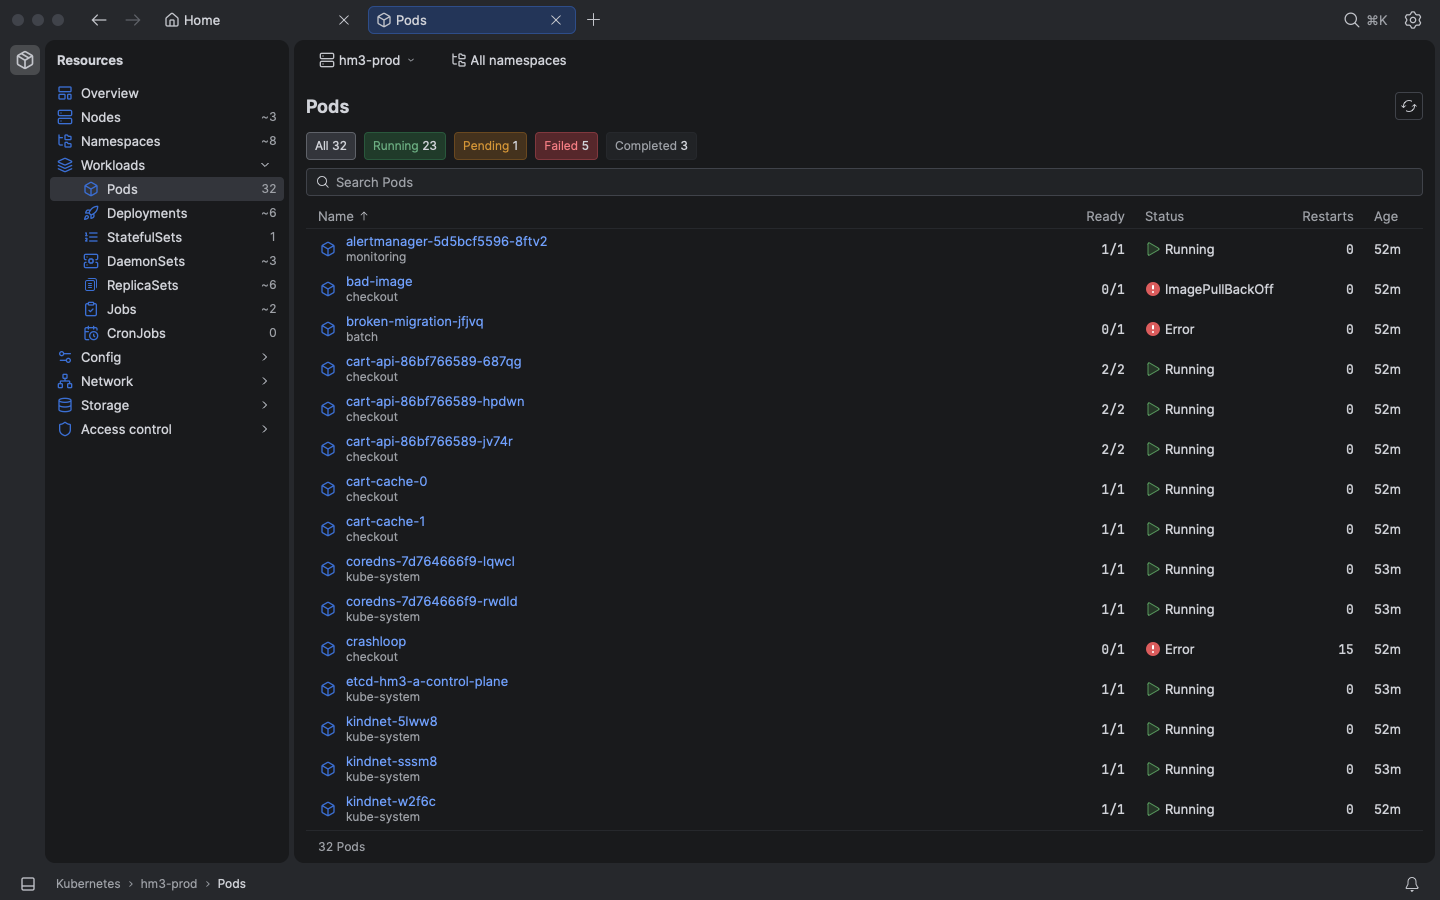 Home
Pods
⌘K
Resources
Overview
Nodes ~3
Namespaces ~8
Workloads
Pods 32
Deployments ~6
StatefulSets 1
DaemonSets ~3
ReplicaSets ~6
Jobs ~2
CronJobs 0
Config
Network
Storage
Access control
hm3-prod
All namespaces
Pods
All 32
Running 23
Pending 1
Failed 5
Completed 3
Search Pods
Name ↑ Ready Status Restarts Age
alertmanager-5d5bcf5596-8ftv2
monitoring
1/1 Running 0 52m
bad-image
checkout
0/1 ImagePullBackOff 0 52m
broken-migration-jfjvq
batch
0/1 Error 0 52m
cart-api-86bf766589-687qg
checkout
2/2 Running 0 52m
cart-api-86bf766589-hpdwn
checkout
2/2 Running 0 52m
cart-api-86bf766589-jv74r
checkout
2/2 Running 0 52m
cart-cache-0
checkout
1/1 Running 0 52m
cart-cache-1
checkout
1/1 Running 0 52m
coredns-7d764666f9-lqwcl
kube-system
1/1 Running 0 53m
coredns-7d764666f9-rwdld
kube-system
1/1 Running 0 53m
crashloop
checkout
0/1 Error 15 52m
etcd-hm3-a-control-plane
kube-system
1/1 Running 0 53m
kindnet-5lww8
kube-system
1/1 Running 0 52m
kindnet-sssm8
kube-system
1/1 Running 0 53m
kindnet-w2f6c
kube-system
1/1 Running 0 52m
32 Pods
Kubernetes › hm3-prod › Pods